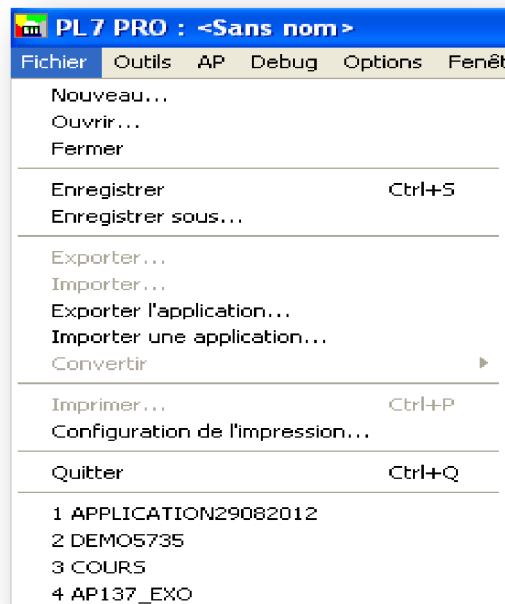 PL7 PRO : <Sans nom>
Fichier Outils AP Debug Options Fenêt
Nouveau...
Ouvrir...
Fermer
Enregistrer Ctrl+S
Enregistrer sous...
Exporter...
Importer...
Exporter l'application...
Importer une application...
Convertir
Imprimer... Ctrl+P
Configuration de l'impression...
Quitter Ctrl+Q
1 APPLICATION29082012
2 DEMO5735
3 COURS
4 AP137_EXO